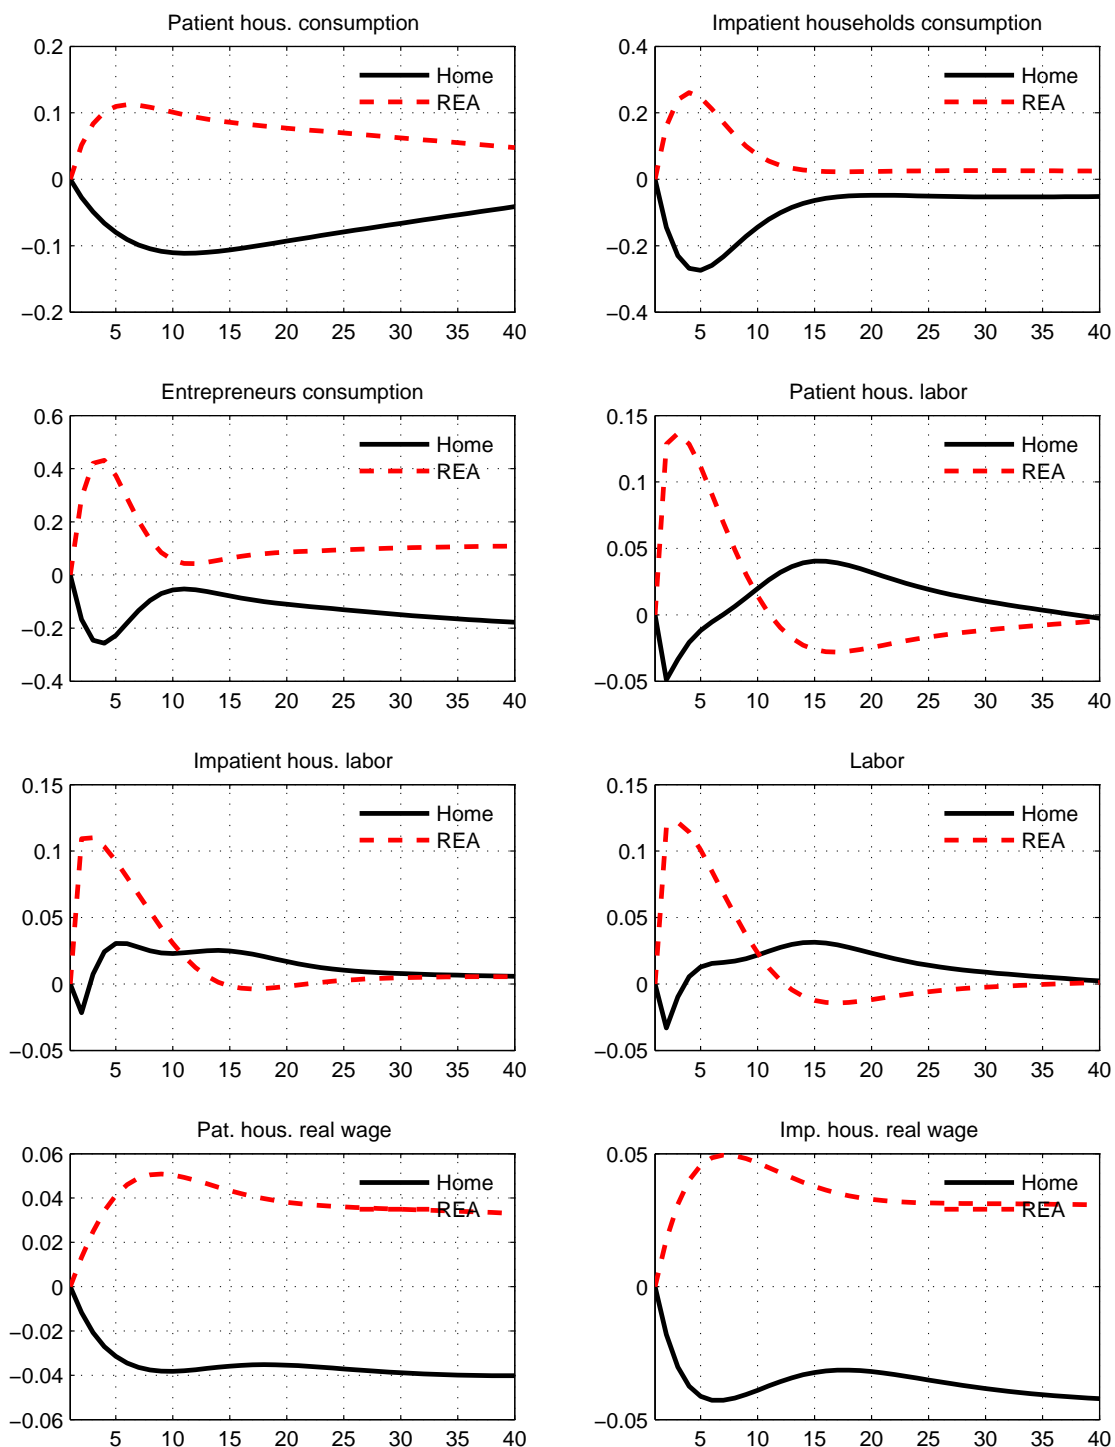 Patient hous. consumption
0.2
0.1
0
−0.1
−0.2
Home
REA
5 10 15 20 25 30 35 40
Impatient households consumption
0.4
0.2
0
−0.2
−0.4
Home
REA
5 10 15 20 25 30 35 40
Entrepreneurs consumption
0.6
0.4
0.2
0
−0.2
−0.4
Home
REA
5 10 15 20 25 30 35 40
Patient hous. labor
0.15
0.1
0.05
0
−0.05
Home
REA
5 10 15 20 25 30 35 40
Impatient hous. labor
0.15
0.1
0.05
0
−0.05
Home
REA
5 10 15 20 25 30 35 40
Labor
0.15
0.1
0.05
0
−0.05
Home
REA
5 10 15 20 25 30 35 40
Pat. hous. real wage
0.06
0.04
0.02
0
−0.02
−0.04
−0.06
Home
REA
5 10 15 20 25 30 35 40
Imp. hous. real wage
0.05
0
−0.05
Home
REA
5 10 15 20 25 30 35 40